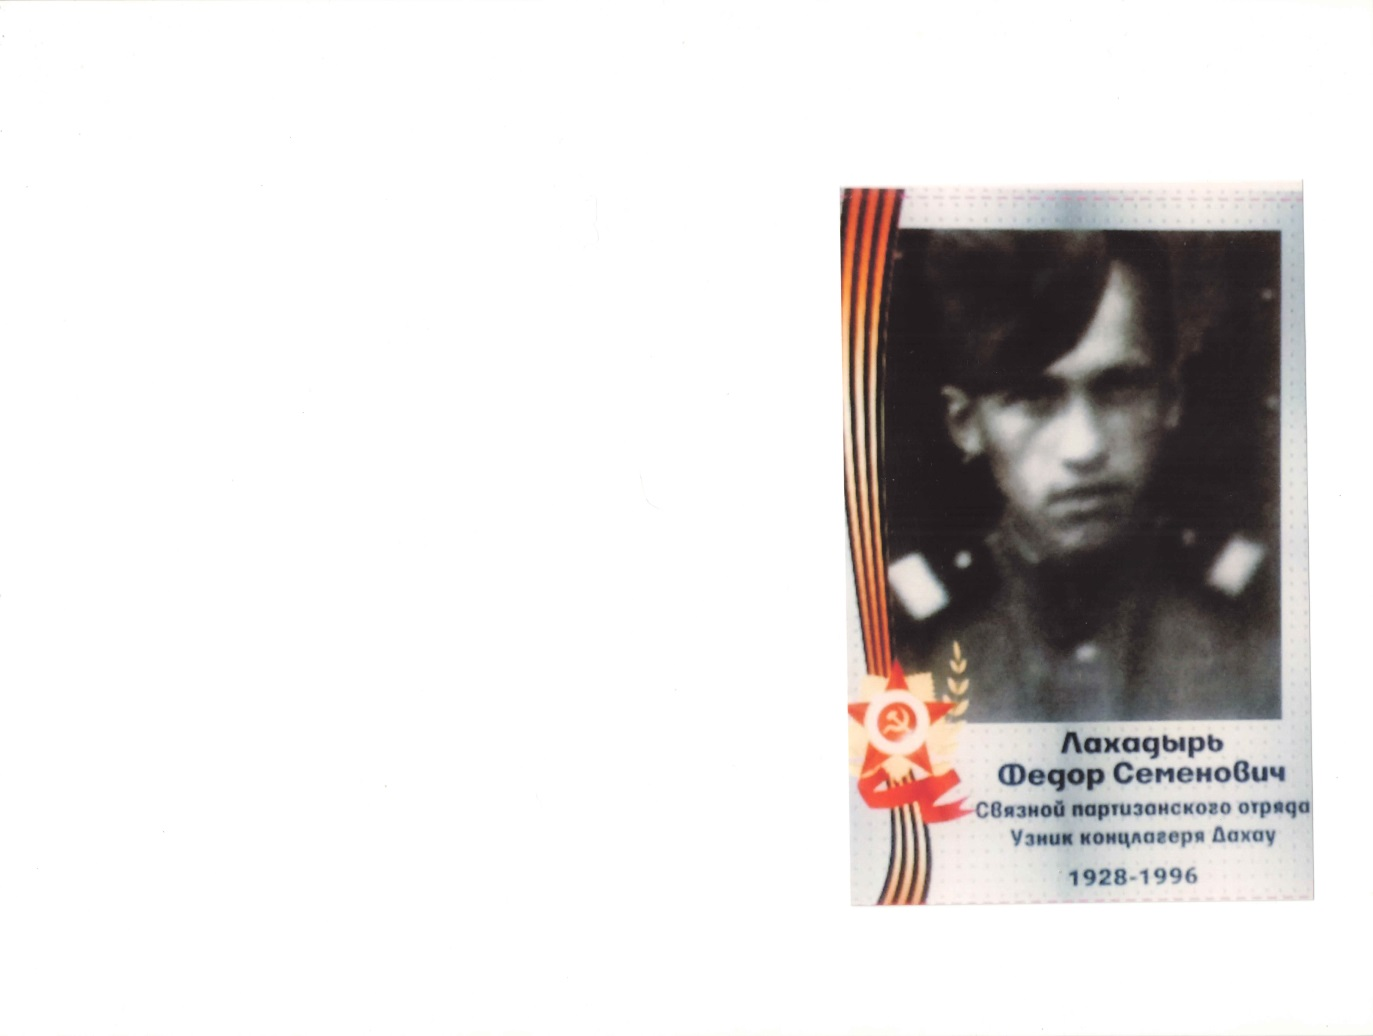 Лахадырь
Федор Семенович
Связной партизанского отряда
Узник концлагеря Дахау
1928-1996